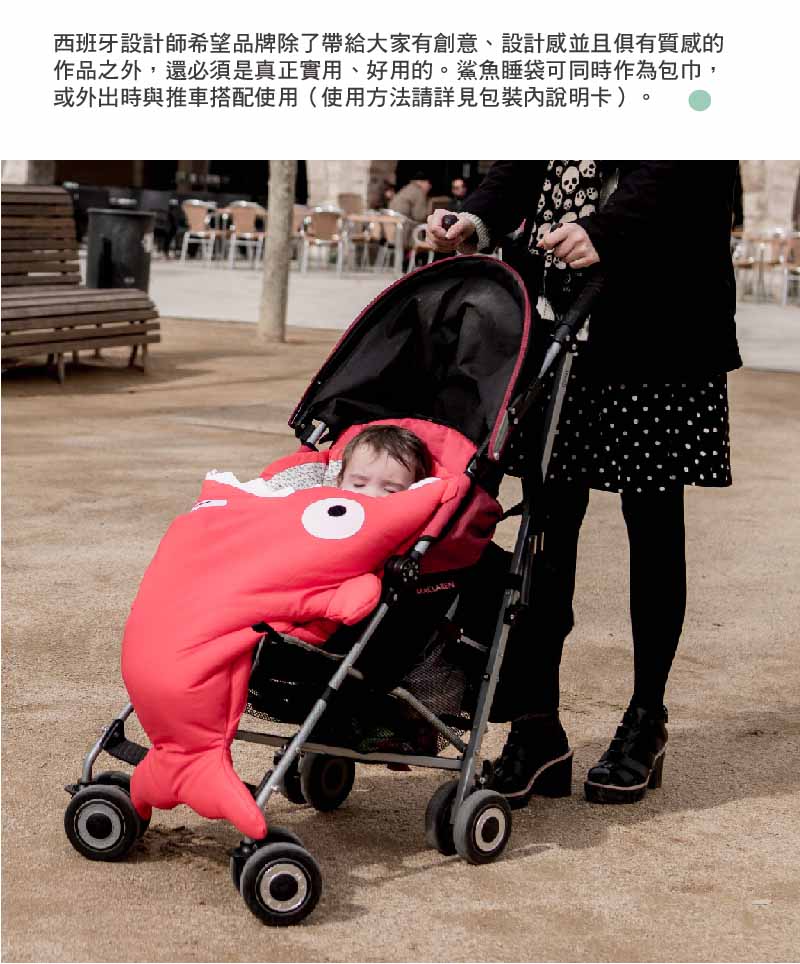 西班牙設計師希望品牌除了帶給大家有創意、設計感並且俱有質感的
作品之外，還必須是真正實用、好用的。鯊魚睡袋可同時作為包巾，
或外出時與推車搭配使用（使用方法請詳見包裝內說明卡）。
MACLAREN